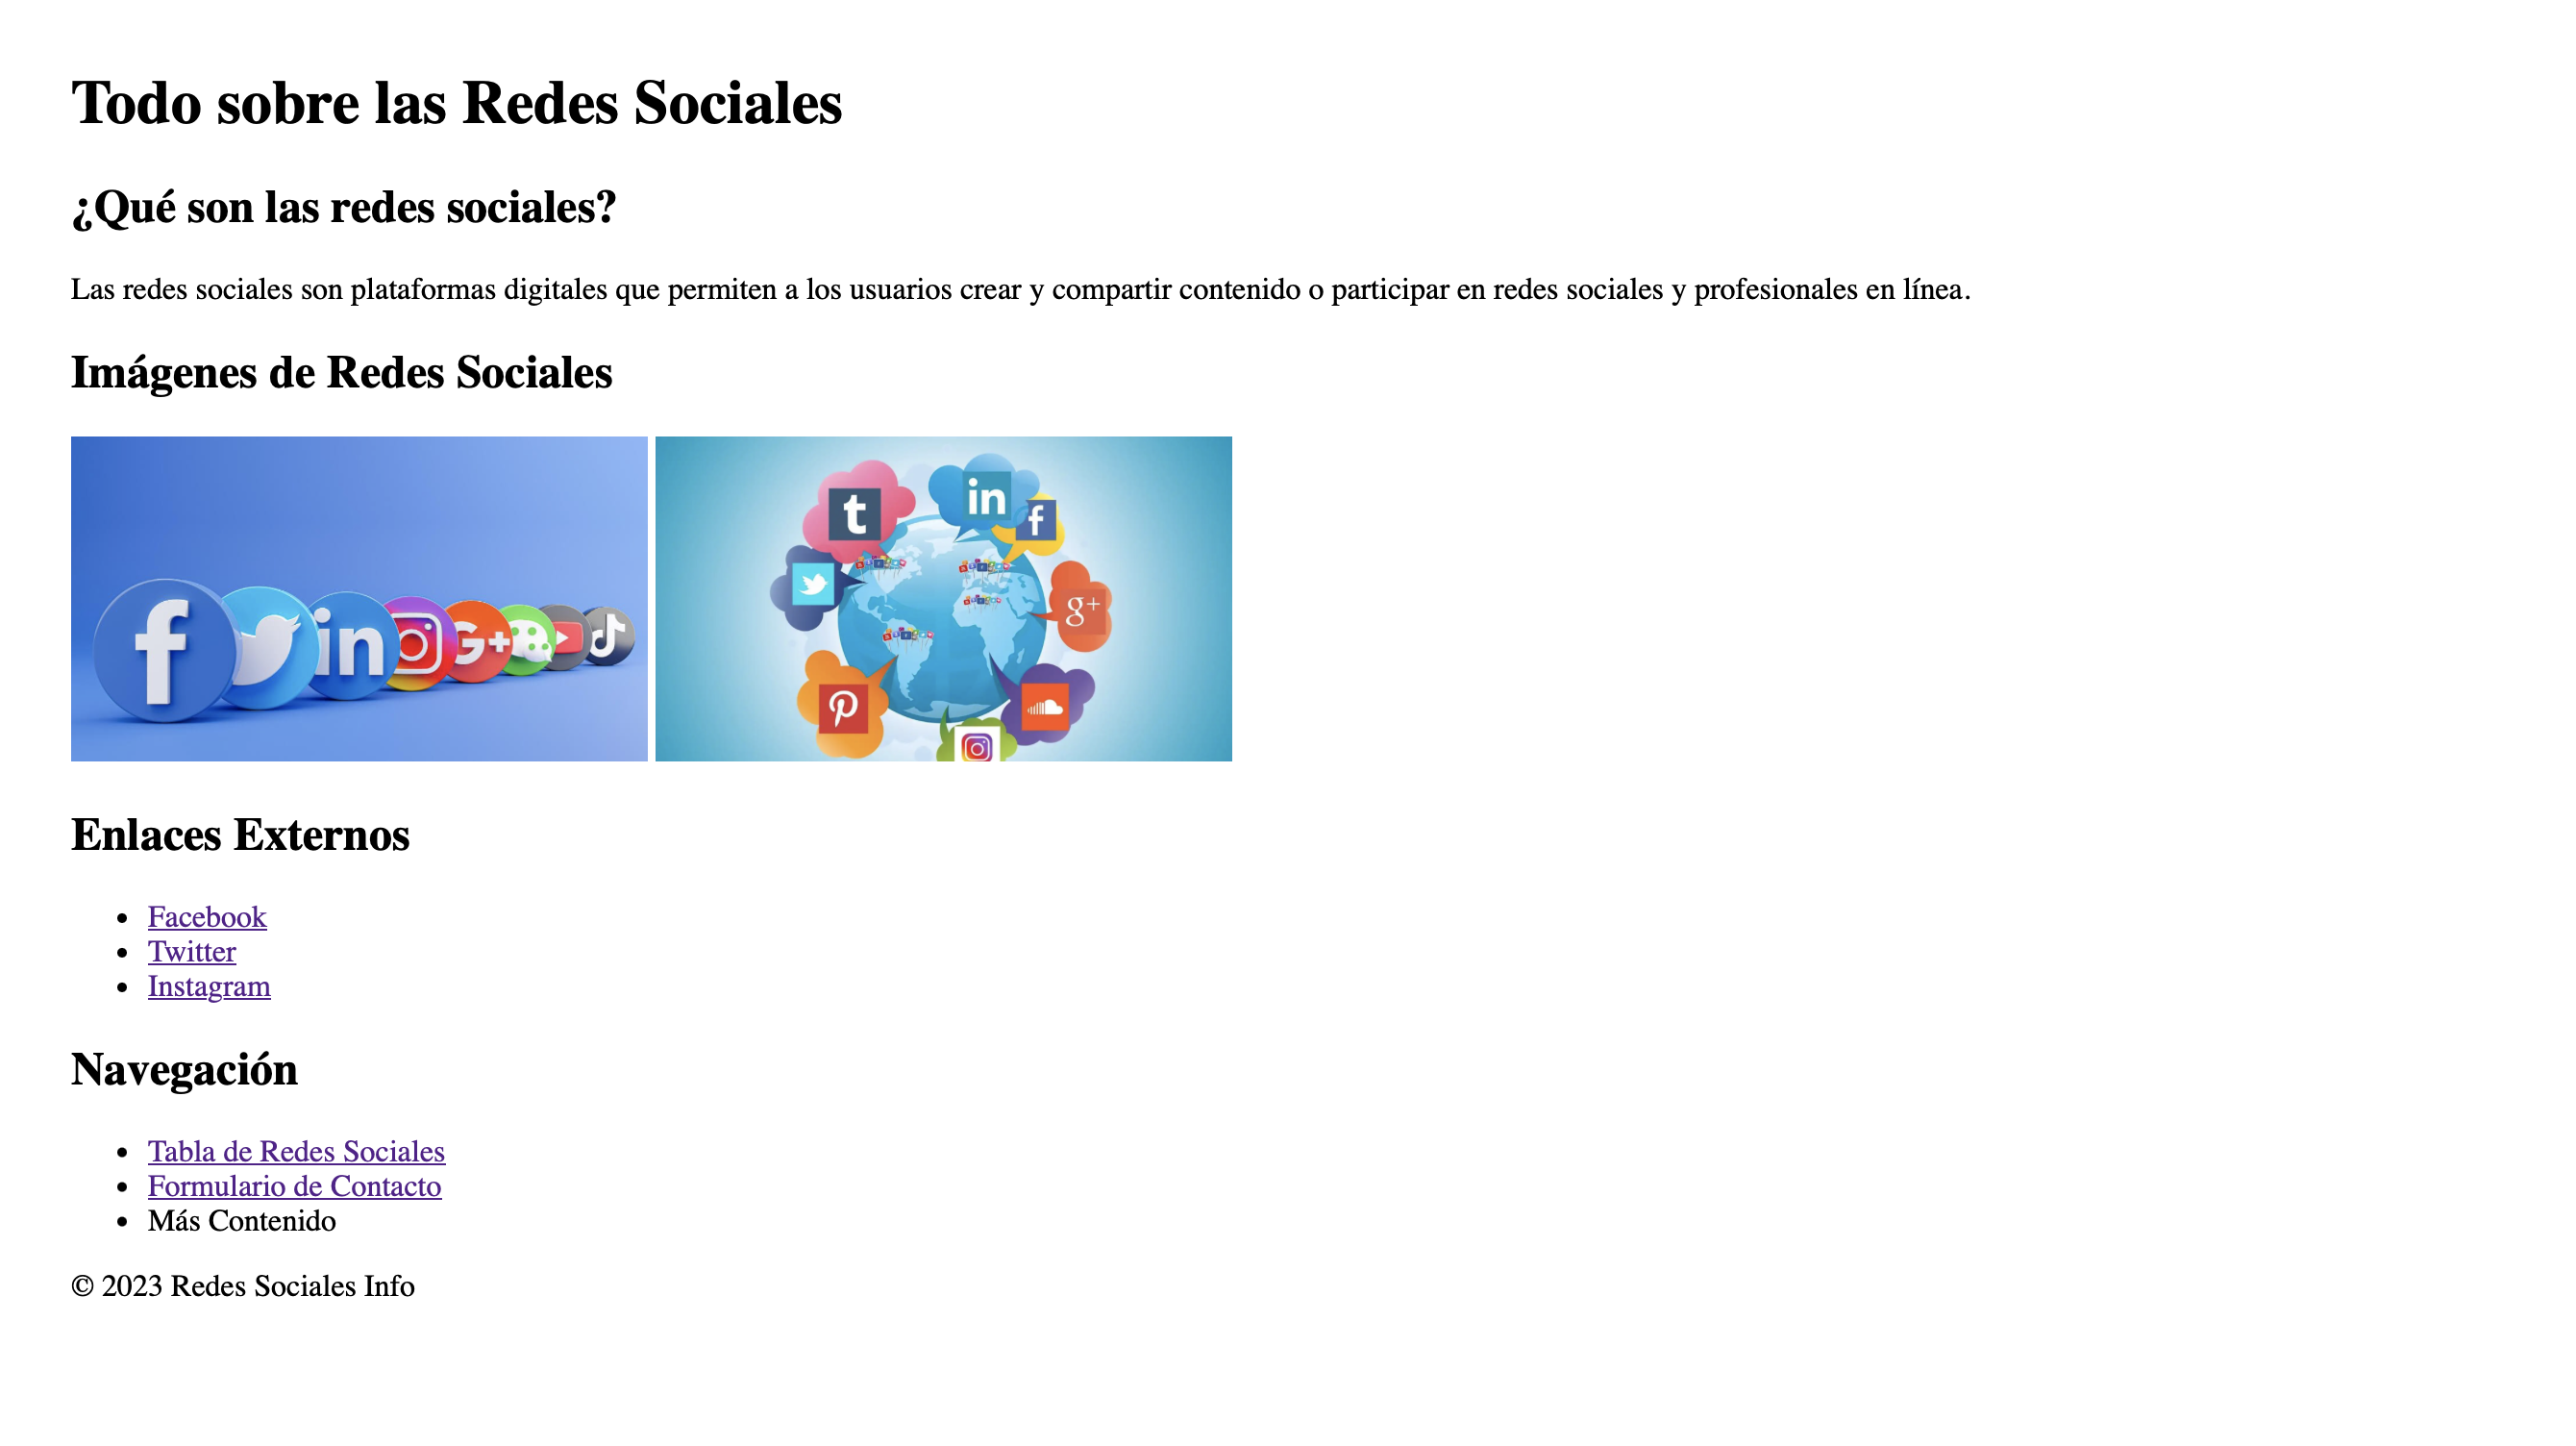 Todo sobre las Redes Sociales
¿Qué son las redes sociales?
Las redes sociales son plataformas digitales que permiten a los usuarios crear y compartir contenido o participar en redes sociales y profesionales en línea.
Imágenes de Redes Sociales
f
in
G+
t
in
f
g+
Enlaces Externos
Facebook
Twitter
Instagram
Navegación
Tabla de Redes Sociales
Formulario de Contacto
Más Contenido
© 2023 Redes Sociales Info